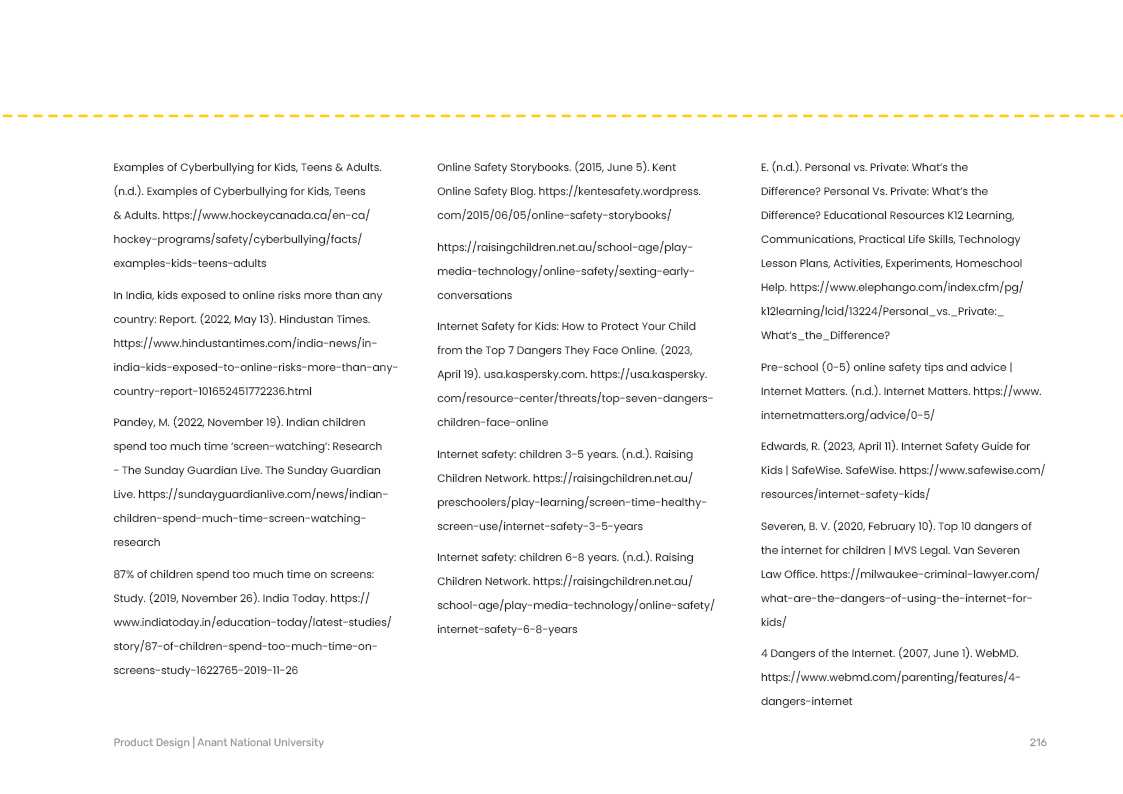 Examples of Cyberbullying for Kids, Teens & Adults.
(n.d.). Examples of Cyberbullying for Kids, Teens
& Adults. https://www.hockeycanada.ca/en-ca/
hockey-programs/safety/cyberbullying/facts/
examples-kids-teens-adults
In India, kids exposed to online risks more than any
country: Report. (2022, May 13). Hindustan Times.
https://www.hindustantimes.com/india-news/in-
india-kids-exposed-to-online-risks-more-than-any-
country-report-101652451772236.html
Pandey, M. (2022, November 19). Indian children
spend too much time ‘screen-watching’: Research
- The Sunday Guardian Live. The Sunday Guardian
Live. https://sundayguardianlive.com/news/indian-
children-spend-much-time-screen-watching-
research
87% of children spend too much time on screens:
Study. (2019, November 26). India Today. https://
www.indiatoday.in/education-today/latest-studies/
story/87-of-children-spend-too-much-time-on-
screens-study-1622765-2019-11-26
Online Safety Storybooks. (2015, June 5). Kent
Online Safety Blog. https://kentesafety.wordpress.
com/2015/06/05/online-safety-storybooks/
https://raisingchildren.net.au/school-age/play-
media-technology/online-safety/sexting-early-
conversations
Internet Safety for Kids: How to Protect Your Child
from the Top 7 Dangers They Face Online. (2023,
April 19). usa.kaspersky.com. https://usa.kaspersky.
com/resource-center/threats/top-seven-dangers-
children-face-online
Internet safety: children 3-5 years. (n.d.). Raising
Children Network. https://raisingchildren.net.au/
preschoolers/play-learning/screen-time-healthy-
screen-use/internet-safety-3-5-years
Internet safety: children 6-8 years. (n.d.). Raising
Children Network. https://raisingchildren.net.au/
school-age/play-media-technology/online-safety/
internet-safety-6-8-years
E. (n.d.). Personal vs. Private: What’s the
Difference? Personal Vs. Private: What’s the
Difference? Educational Resources K12 Learning,
Communications, Practical Life Skills, Technology
Lesson Plans, Activities, Experiments, Homeschool
Help. https://www.elephango.com/index.cfm/pg/
k12learning/lcid/13224/Personal_vs._Private:_
What’s_the_Difference?
Pre-school (0-5) online safety tips and advice |
Internet Matters. (n.d.). Internet Matters. https://www.
internetmatters.org/advice/0-5/
Edwards, R. (2023, April 11). Internet Safety Guide for
Kids | SafeWise. SafeWise. https://www.safewise.com/
resources/internet-safety-kids/
Severen, B. V. (2020, February 10). Top 10 dangers of
the internet for children | MVS Legal. Van Severen
Law Office. https://milwaukee-criminal-lawyer.com/
what-are-the-dangers-of-using-the-internet-for-
kids/
4 Dangers of the Internet. (2007, June 1). WebMD.
https://www.webmd.com/parenting/features/4-
dangers-internet
Product Design | Anant National University
216